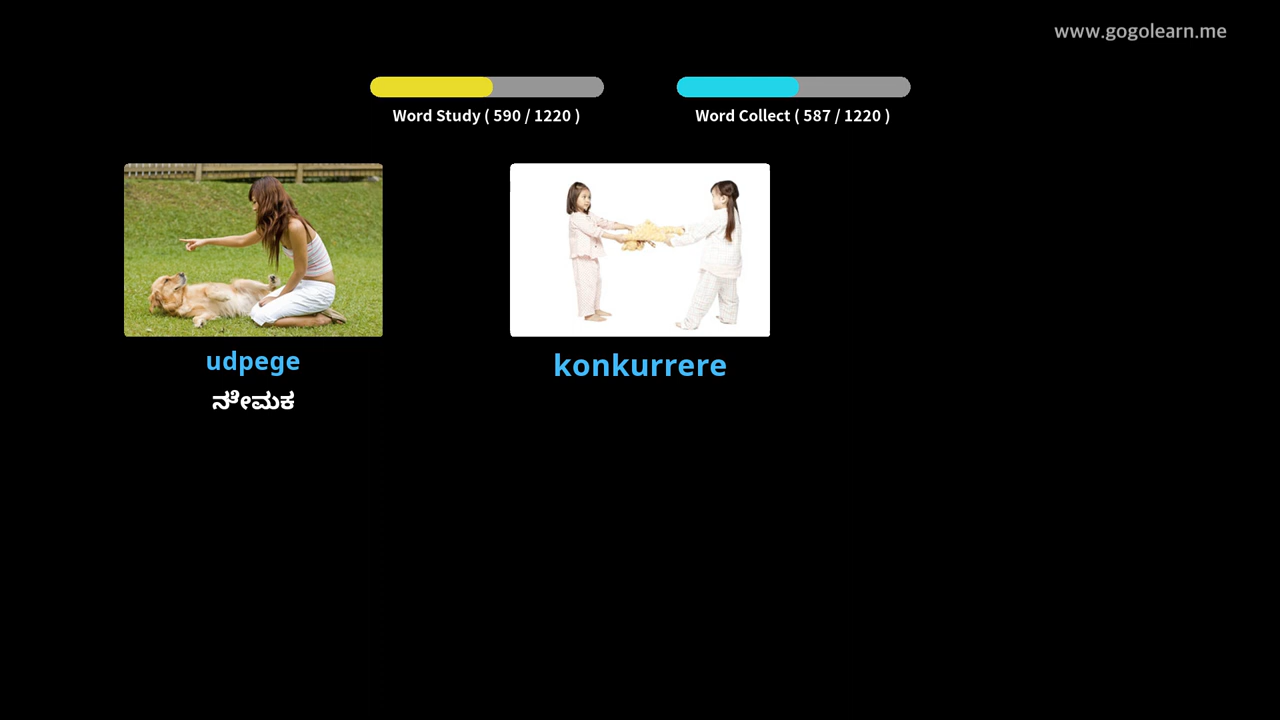 www.gogolearn.me
Word Study ( 590 / 1220 )
Word Collect ( 587 / 1220 )
udpege
ನೇಮಕ
konkurrere